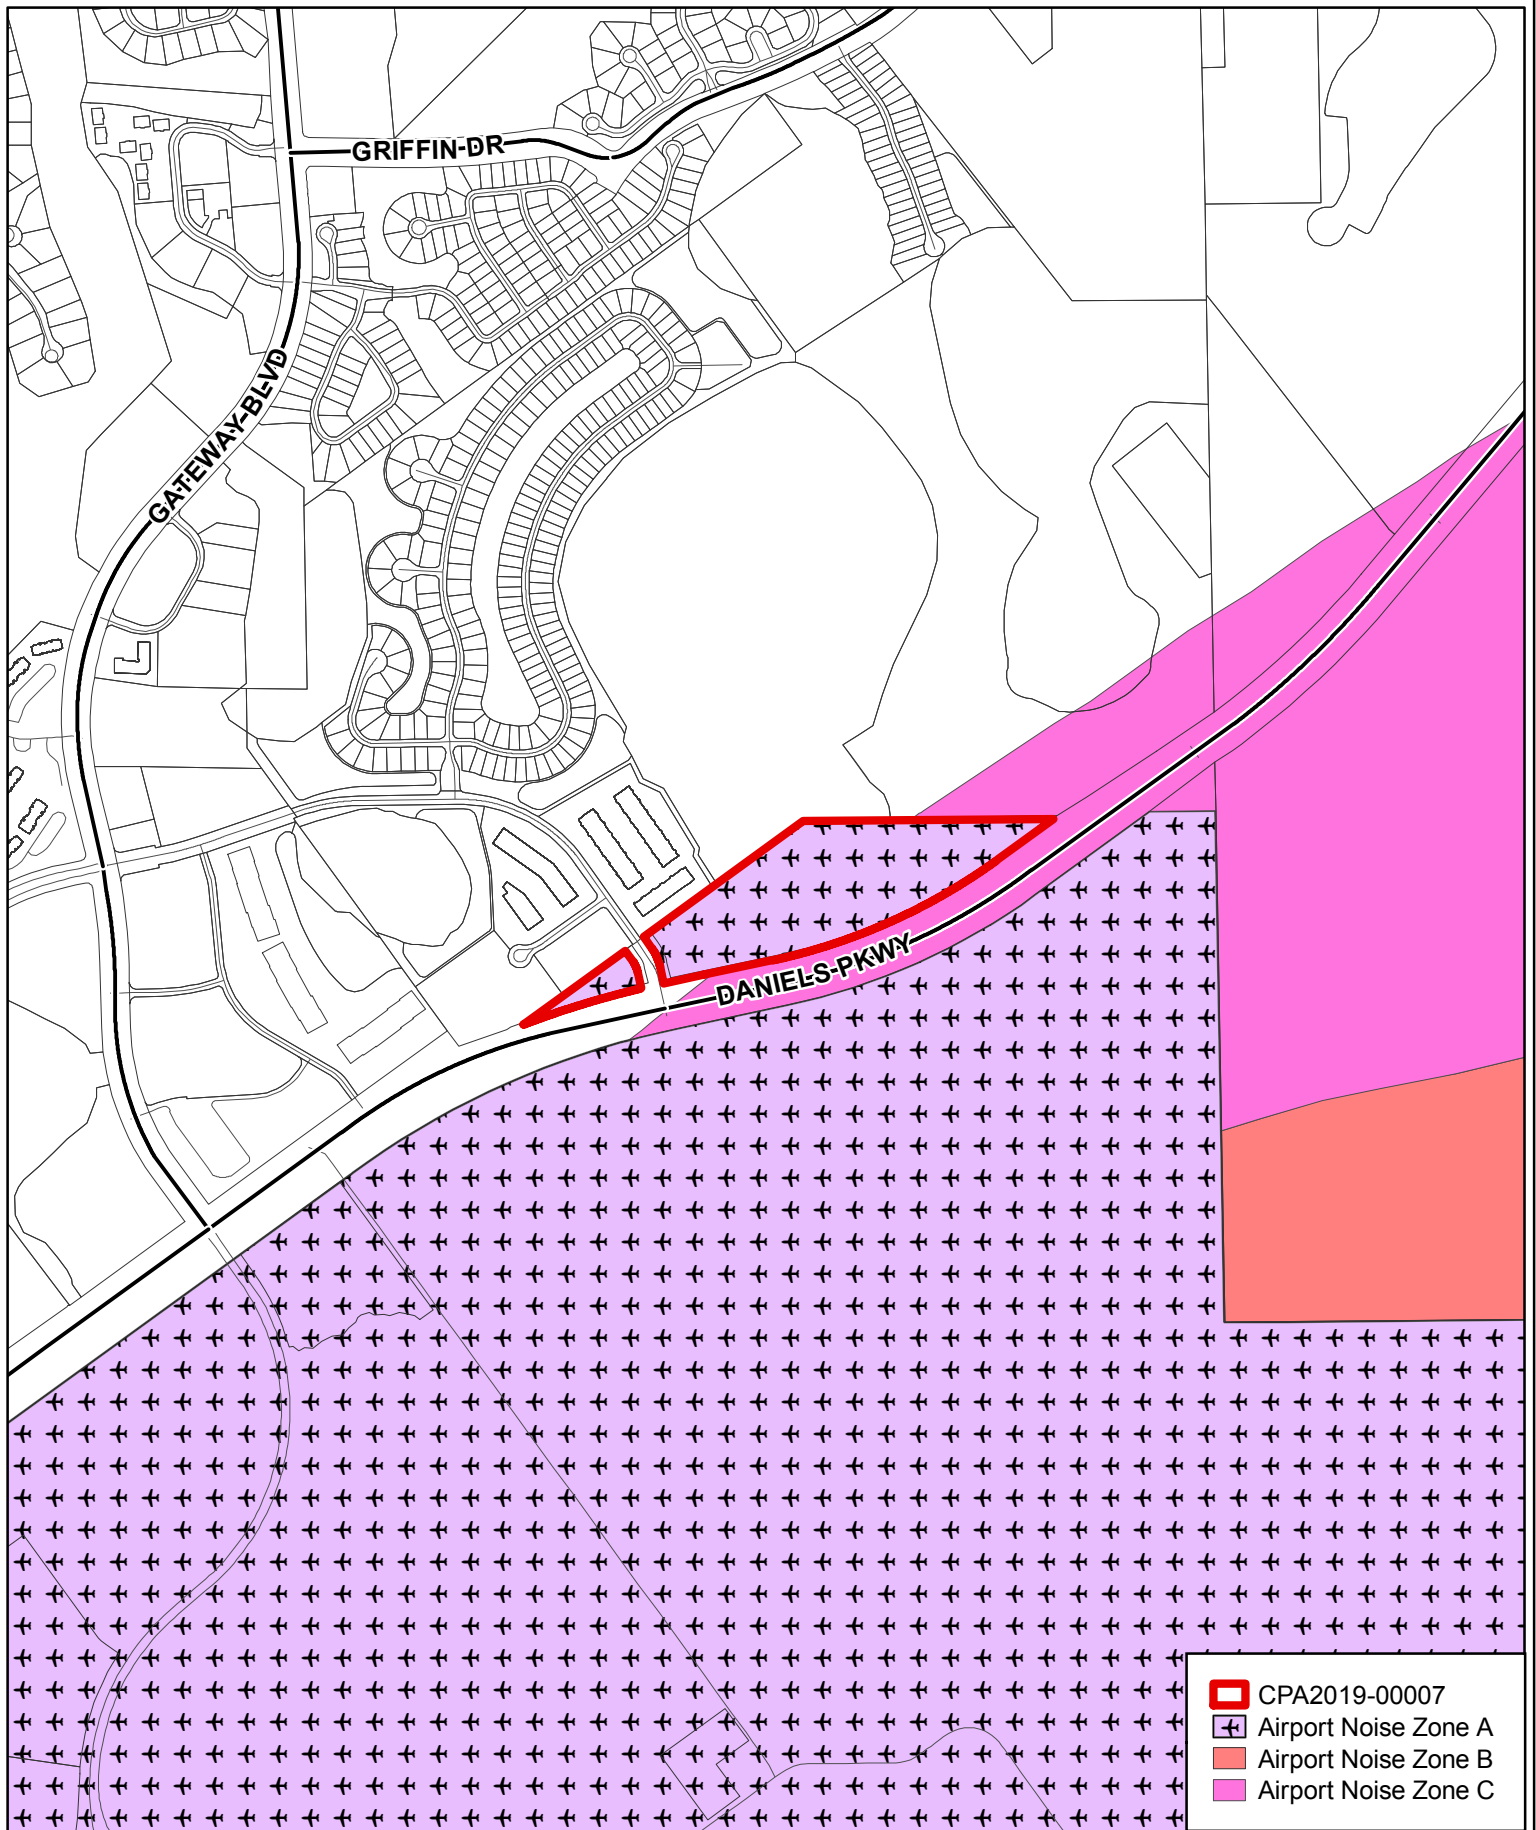 GRIFFIN-DR
GATEWAY-BLVD
DANIELS-PKWY
CPA2019-00007
Airport Noise Zone A
Airport Noise Zone B
Airport Noise Zone C